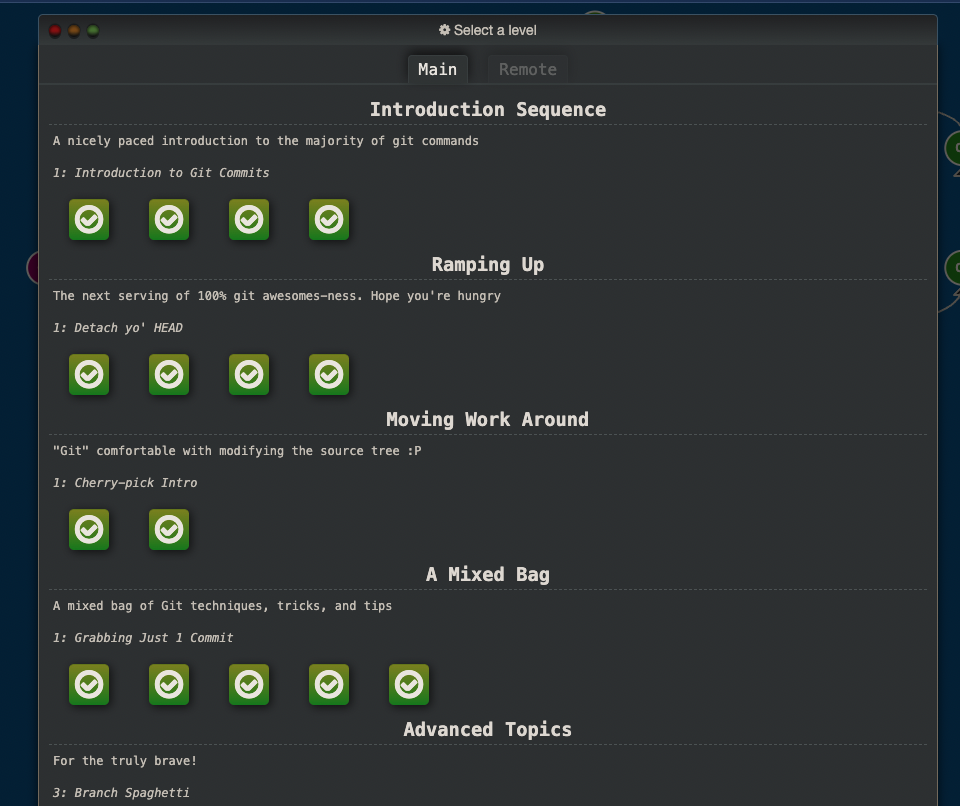 Select a level
Main Remote
Introduction Sequence
A nicely paced introduction to the majority of git commands
1: Introduction to Git Commits
Ramping Up
The next serving of 100% git awesomes-ness. Hope you're hungry
1: Detach yo' HEAD
Moving Work Around
"Git" comfortable with modifying the source tree :P
1: Cherry-pick Intro
A Mixed Bag
A mixed bag of Git techniques, tricks, and tips
1: Grabbing Just 1 Commit
Advanced Topics
For the truly brave!
3: Branch Spaghetti